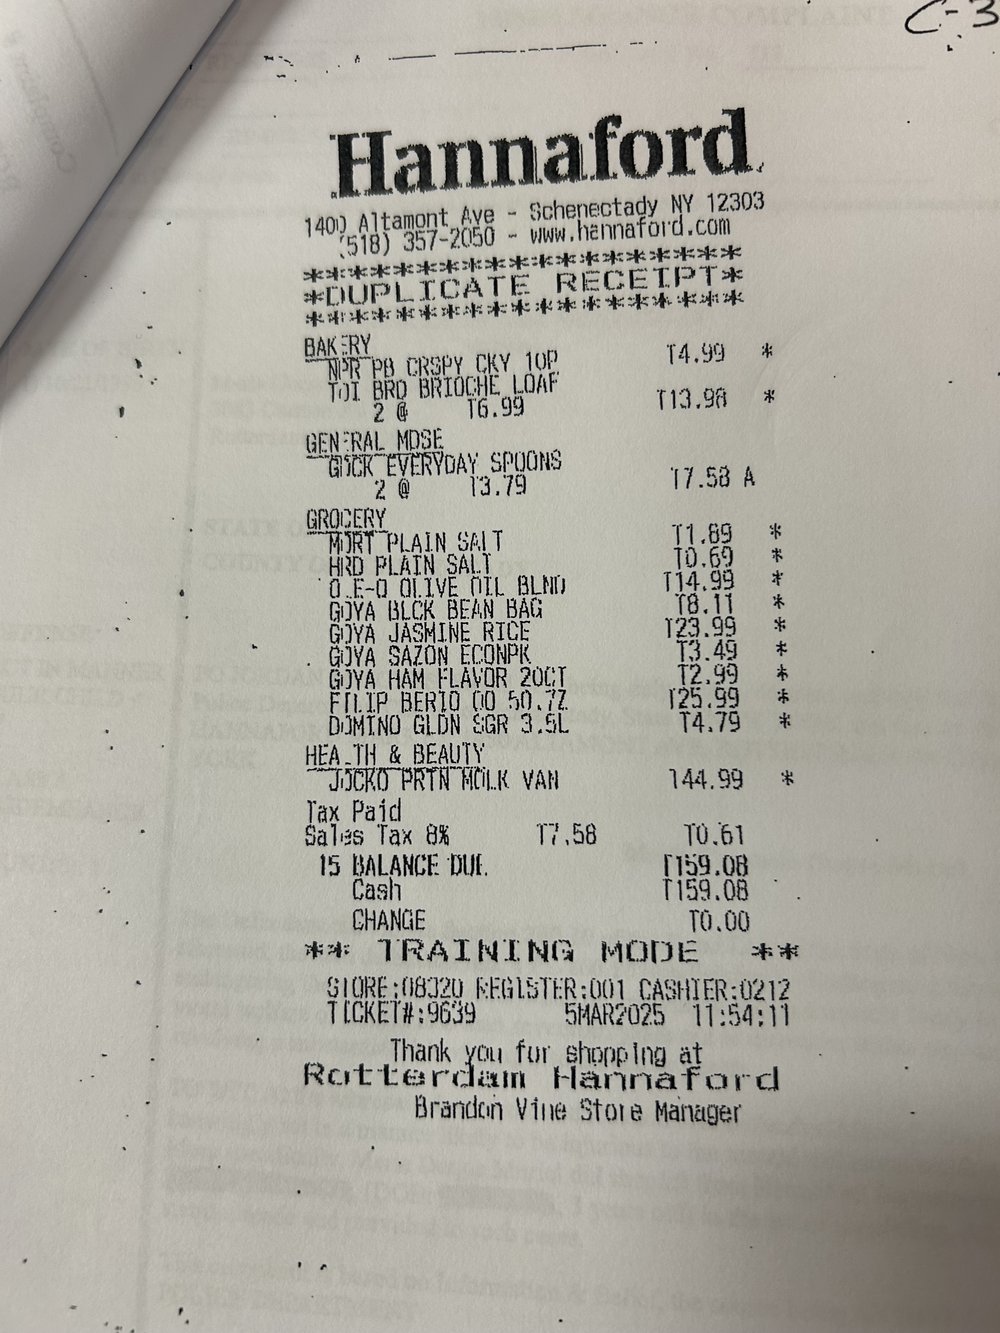 C-3
Hannaford
1400 Altamont Ave - Schenectady NY 12303
(518) 357-2050 - www.hannaford.com
*************************
*DUPLICATE RECEIPT*
*************************
BAKERY
NPR PB CRSPY CKY 10P T4.99 *
TOI BRD BRIOCHE LOAF
2 @ T6.99 T13.98 *
GENERAL MDSE
GDCK EVERYDAY SPOONS
2 @ T3.79 T7.58 A
GROCERY
MORT PLAIN SALT T1.89 *
HRD PLAIN SALT T0.69 *
O.E-O OLIVE OIL BLND T14.99 *
GOYA BLCK BEAN BAG T8.11 *
GOYA JASMINE RICE T23.99 *
GOYA SAZON ECONPK T3.49 *
GOYA HAM FLAVOR 20CT T2.99 *
FILIP BERIO OO 50.7Z T25.99 *
DOMINO GLDN SGR 3.5L T4.79 *
HEALTH & BEAUTY
JOCKO PRTN MOLK VAN T44.99 *
Tax Paid
Sales Tax 8% T7.58 T0.61
15 BALANCE DUE T159.08
Cash T159.08
CHANGE T0.00
** TRAINING MODE **
STORE:08320 REGISTER:001 CASHIER:0212
TICKET#:9639 5MAR2025 11:54:11
Thank you for shopping at
Rotterdam Hannaford
Brandon Vine Store Manager